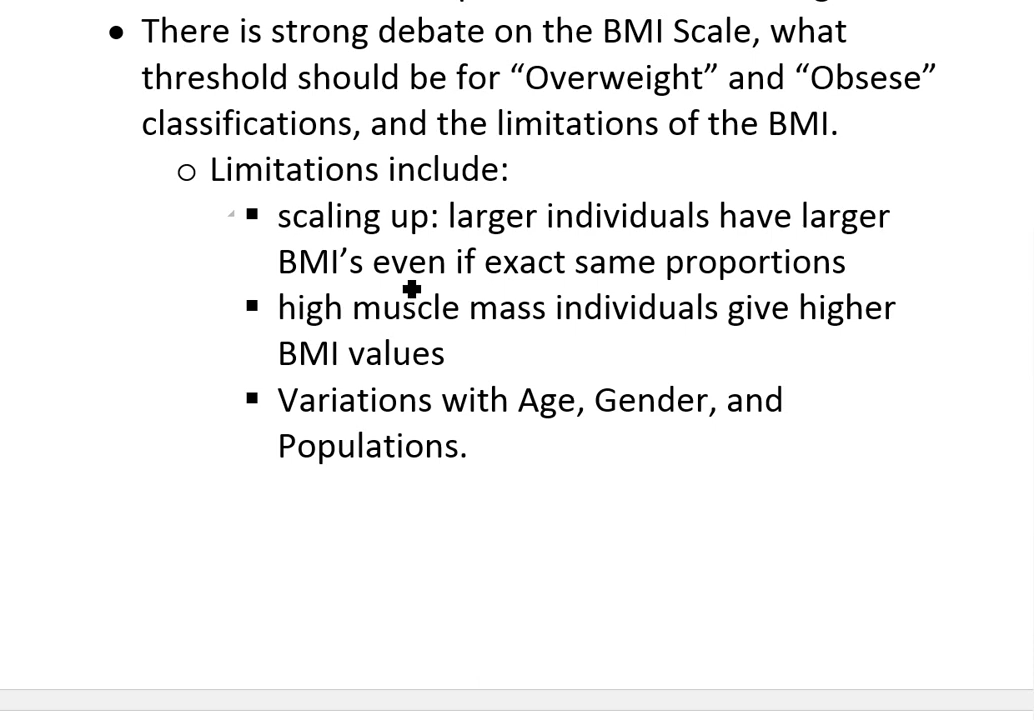 • There is strong debate on the BMI Scale, what
threshold should be for “Overweight” and “Obsese”
classifications, and the limitations of the BMI.
o Limitations include:
▪ scaling up: larger individuals have larger
BMI’s even if exact same proportions
▪ high muscle mass individuals give higher
BMI values
▪ Variations with Age, Gender, and
Populations.